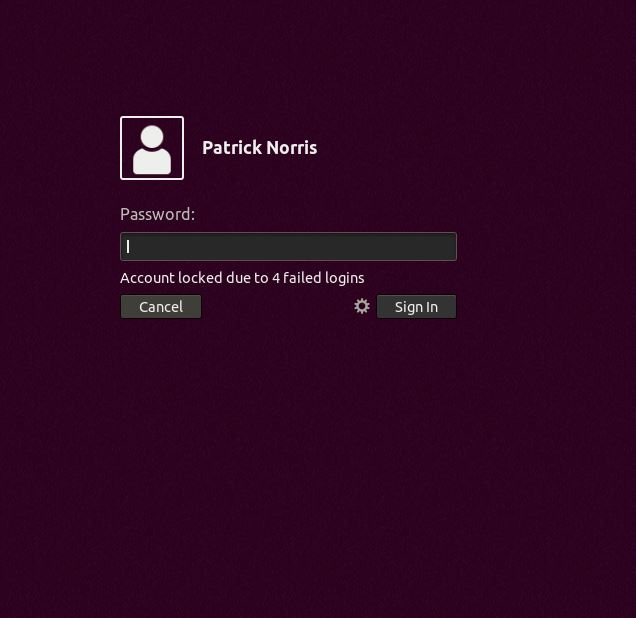 Patrick Norris
Password:
Account locked due to 4 failed logins
Cancel
Sign In